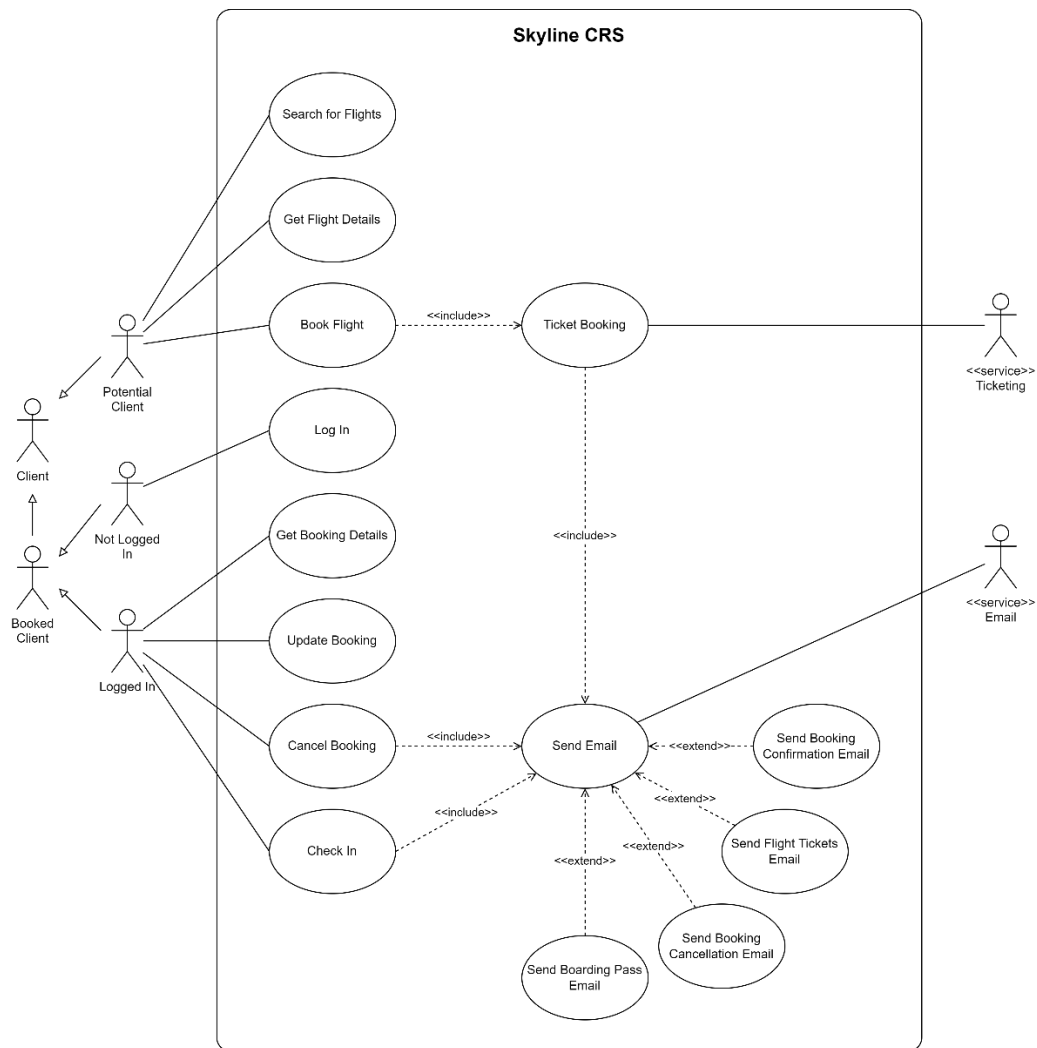 Skyline CRS
Search for Flights
Get Flight Details
Book Flight
<<include>>
Ticket Booking
<<service>>
Ticketing
Potential
Client
Log In
Client
Not Logged
In
Get Booking Details
<<include>>
<<service>>
Email
Booked
Client
Update Booking
Logged In
Cancel Booking
<<include>>
Send Email
<<extend>>
Send Booking
Confirmation Email
<<include>>
<<extend>>
Check In
<<extend>>
<<extend>>
Send Flight Tickets
Email
Send Booking
Cancellation Email
Send Boarding Pass
Email